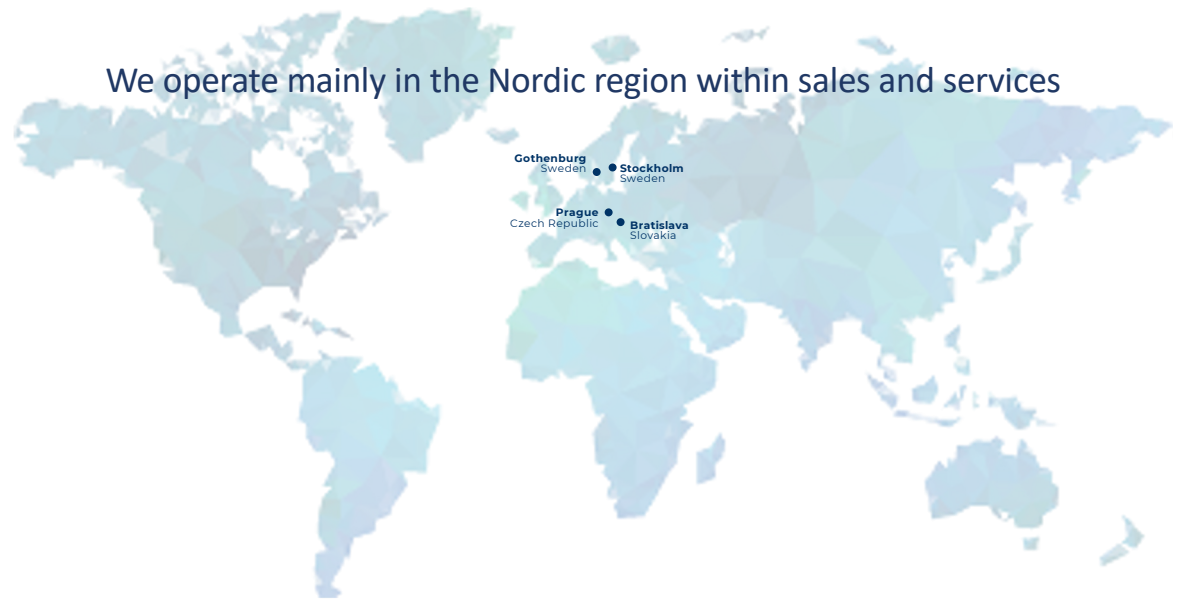 We operate mainly in the Nordic region within sales and services
Gothenburg
Sweden
Stockholm
Sweden
Prague
Czech Republic
Bratislava
Slovakia